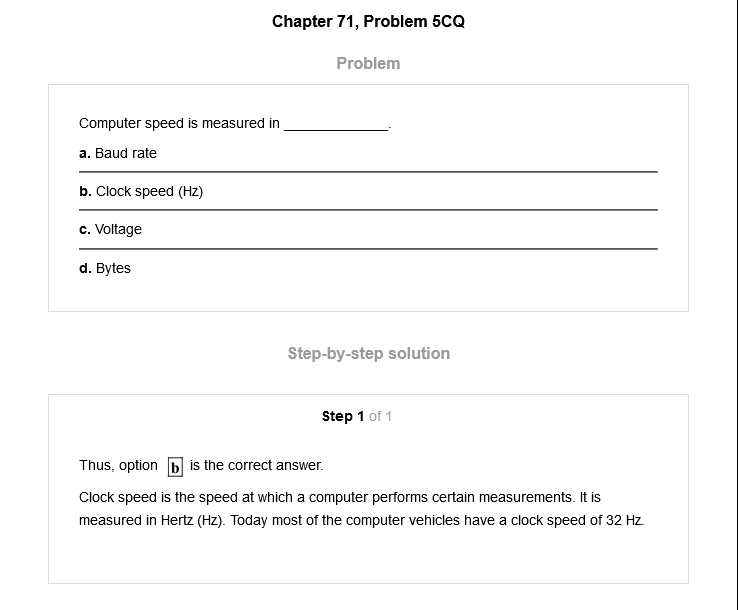 Chapter 71, Problem 5CQ
Problem
Computer speed is measured in ______________.
a. Baud rate
b. Clock speed (Hz)
c. Voltage
d. Bytes
Step-by-step solution
Step 1 of 1
Thus, option b is the correct answer.
Clock speed is the speed at which a computer performs certain measurements. It is
measured in Hertz (Hz). Today most of the computer vehicles have a clock speed of 32 Hz.